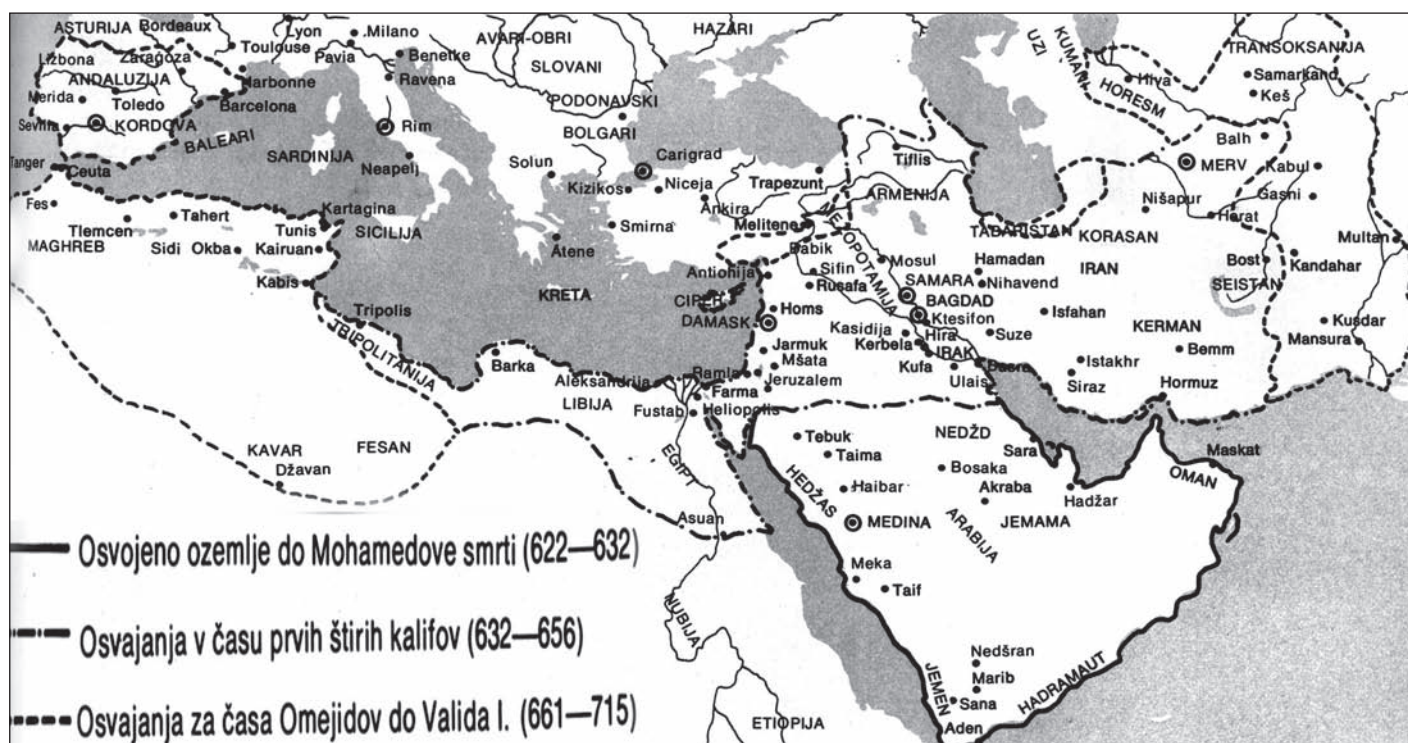 ASTURIJA
Bordeaux
Lyon
Milano
AVARI-OBRI
HAZARI
UZI
KUMANI
TRANSOKSANIJA
Ližbona
Zaragoza
Toulouse
Pavia
Benetke
SLOVANI
Hiva
HORESM
Samarkand
Keš
ANDALUZIJA
Narbonne
Ravena
PODONAVSKI
BOLGARI
Merida
Toledo
Barcelona
Balh
Sevilla
KORDOVA
BALEARI
Rim
Carigrad
Tiflis
MERV
Kabul
Tanger
Ceuta
SARDINIJA
Neapel
Solun
Kizikos
Niceja
Trapezunt
ARMENIJA
Nišapur
Gasni
Fes
Tlemcen
Tahert
Kartagina
Tunis
SICILIJA
Smirna
Ankira
Melitene
MEZOPOTAMIJA
TABARISTAN
KORASAN
Harat
MAGHREB
Sidi Okba
Kairuan
Atene
Babik
Mosul
Hamadan
IRAN
Bost
Kandahar
Multan
Kabis
Antiohija
Sifin
SAMARA
Nihavend
SEISTAN
Rusafa
BAGDAD
KRETA
CIPER
Homs
Ktesifon
Isfahan
Tripolis
DAMASK
Kasidija
Hira
Suze
KERMAN
Kusdar
TRIPOLITANIJA
Jarmuk
Kerbela
IRAK
Bemm
Mansura
Barka
Mšata
Kufa
Basra
Istakhr
Aleksandrija
Ramla
Jeruzalem
Ulais
Siraz
Hormuz
LIBIJA
Farma
Fustab
Heliopolis
KAVAR
FESAN
EGIPT
Tebuk
NEDŽD
Sara
Maskat
Džavan
Taima
Bosaka
OMAN
HEDŽAS
Haibar
Akraba
Hadžar
Asuan
MEDINA
ARABIJA
JEMAMA
Osvojeno ozemlje do Mohamedove smrti (622—632)
Meka
Taif
NUBIJA
Osvajanja v času prvih štirih kalifov (632—656)
Nedšran
Marib
HADRAMAUT
JEMEN
Sana
Osvajanja za časa Omejidov do Valida I. (661—715)
ETIOPIJA
Aden